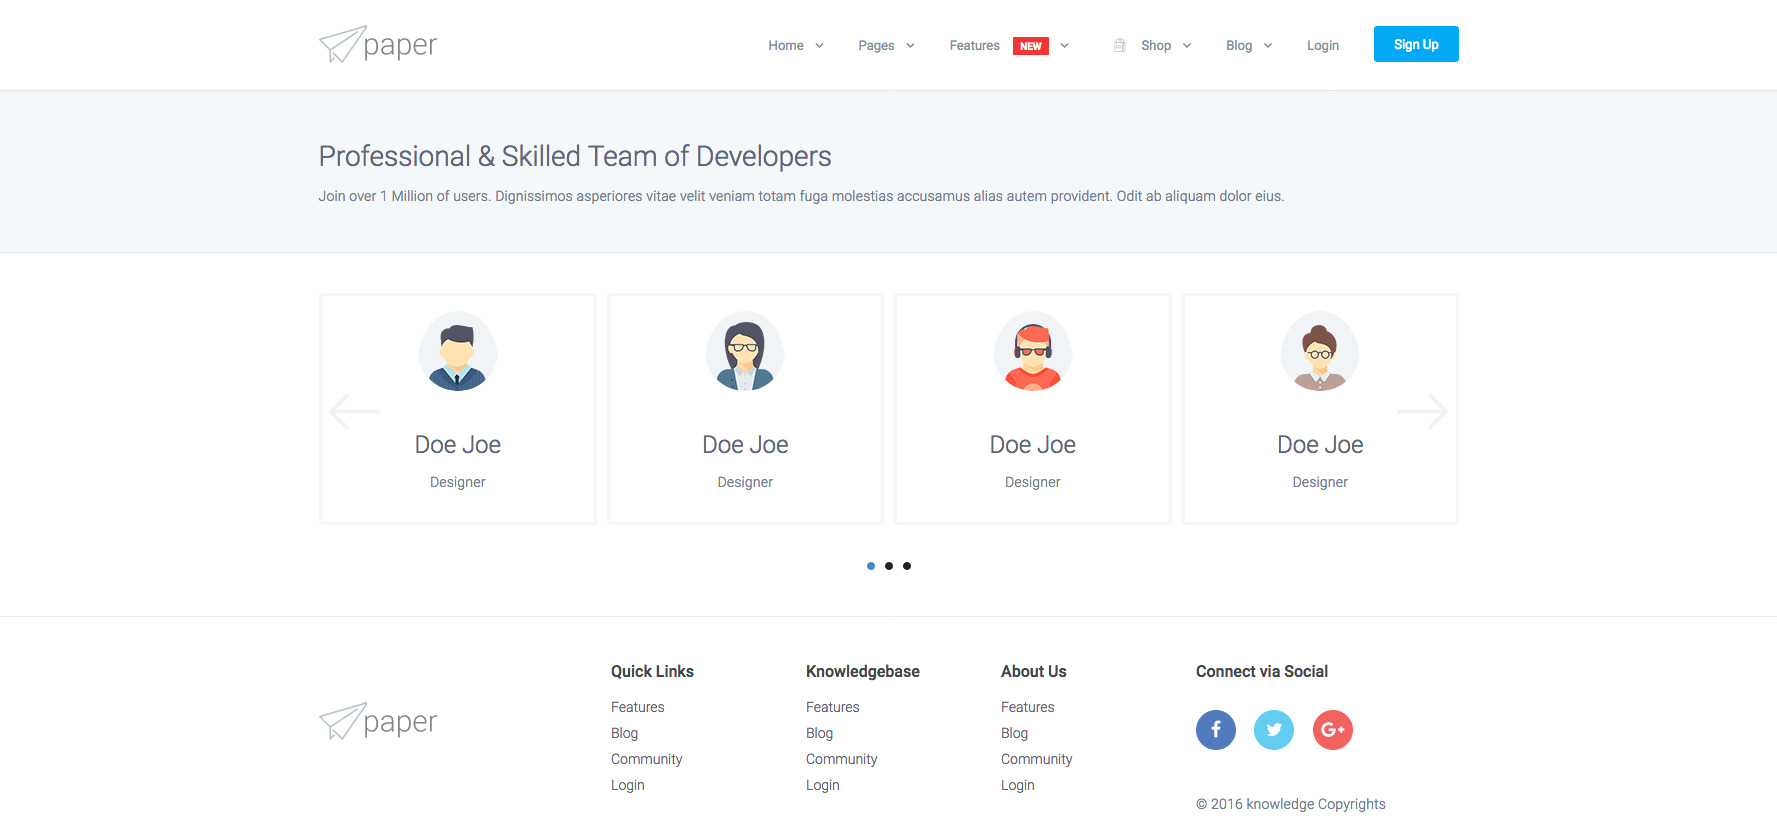 paper
Home Pages Features NEW Shop Blog Login Sign Up
Professional & Skilled Team of Developers
Join over 1 Million of users. Dignissimos asperiores vitae velit veniam totam fuga molestias accusamus alias autem provident. Odit ab aliquam dolor eius.
Doe Joe
Designer
Doe Joe
Designer
Doe Joe
Designer
Doe Joe
Designer
paper
Quick Links
Features
Blog
Community
Login
Knowledgebase
Features
Blog
Community
Login
About Us
Features
Blog
Community
Login
Connect via Social
f
G+
© 2016 knowledge Copyrights